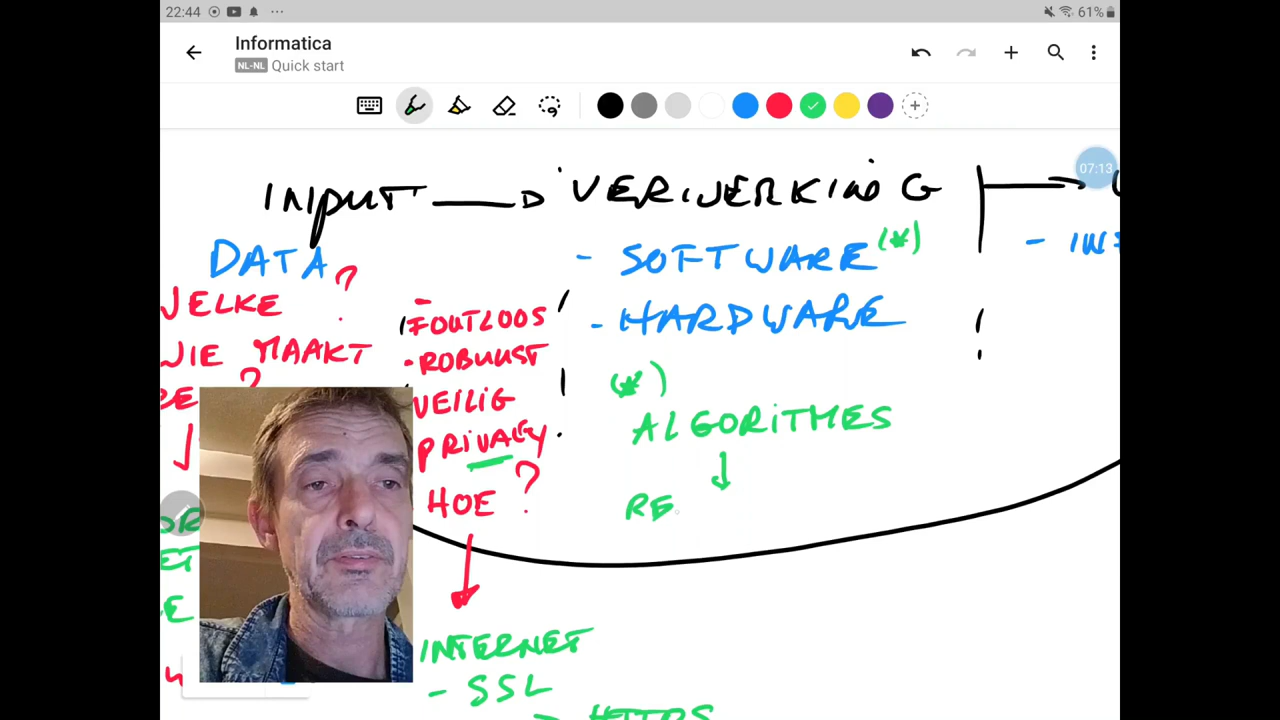 22:44 61%
Informatica
NL-NL Quick start
07:13
INPUT → VERWERKING
DATA - SOFTWARE (*)
WELKE ?
FOUTLOOS - HARDWARE
WIE MAAKT - ROBUUST
? VEILIG (*)
PRIVACY ALGORITMES
HOE ? ↓
RE
INTERNET
- SSL
HTTPS